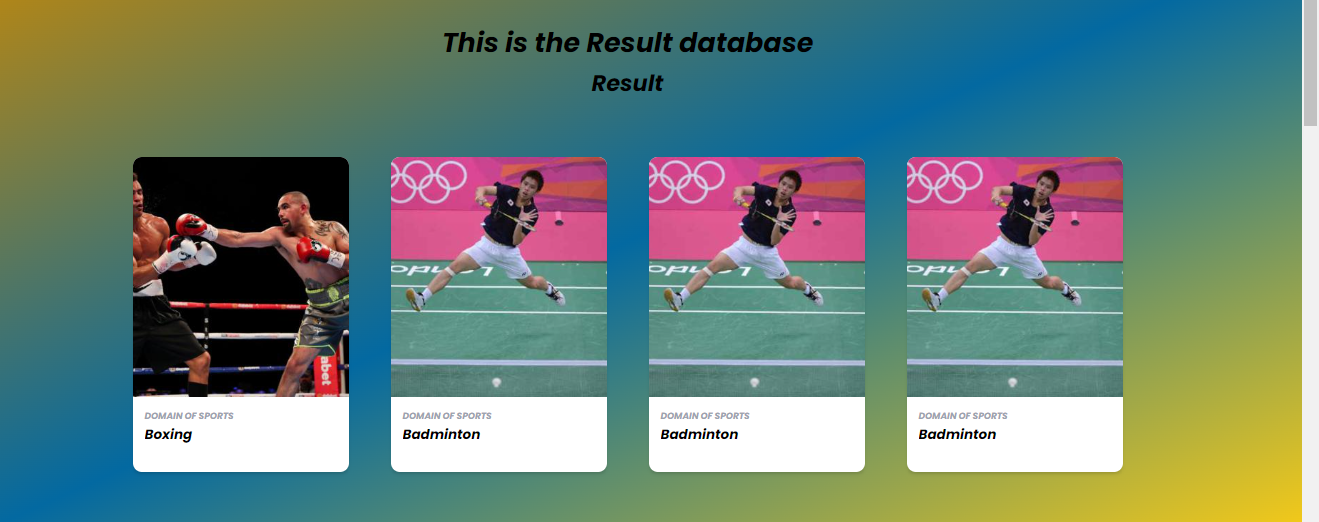 This is the Result database
Result
DOMAIN OF SPORTS
Boxing
DOMAIN OF SPORTS
Badminton
DOMAIN OF SPORTS
Badminton
DOMAIN OF SPORTS
Badminton